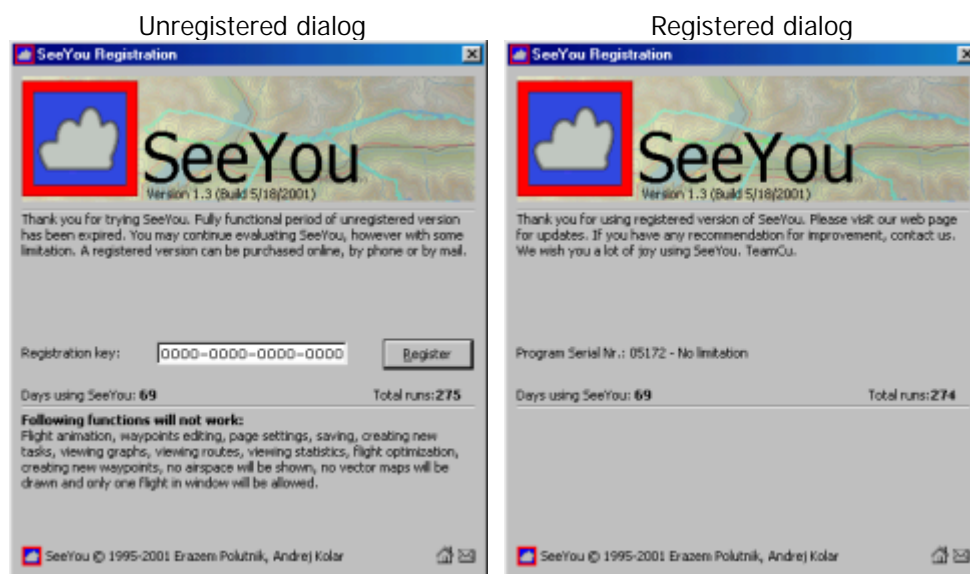 Unregistered dialog
SeeYou Registration
SeeYou
Version 1.3 (Build 5/18/2001)
Thank you for trying SeeYou. Fully functional period of unregistered version
has been expired. You may continue evaluating SeeYou, however with some
limitation. A registered version can be purchased online, by phone or by mail.
Registration key:
0000-0000-0000-0000
Register
Days using SeeYou: 69
Total runs:275
Following functions will not work:
Flight animation, waypoints editing, page settings, saving, creating new
tasks, viewing graphs, viewing routes, viewing statistics, flight optimization,
creating new waypoints, no airspace will be shown, no vector maps will be
drawn and only one flight in window will be allowed.
SeeYou © 1995-2001 Erazem Polutnik, Andrej Kolar
Registered dialog
SeeYou Registration
SeeYou
Version 1.3 (Build 5/18/2001)
Thank you for using registered version of SeeYou. Please visit our web page
for updates. If you have any recommendation for improvement, contact us.
We wish you a lot of joy using SeeYou. TeamCu.
Program Serial Nr.: 05172 - No limitation
Days using SeeYou: 69
Total runs:274
SeeYou © 1995-2001 Erazem Polutnik, Andrej Kolar